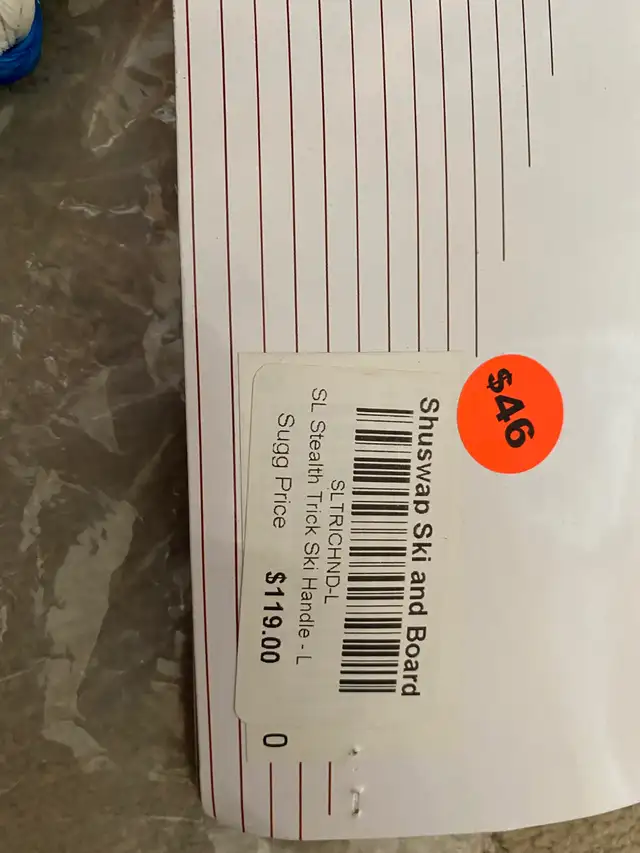 $46
Shuswap Ski and Board
SLTRICHND-L
SL Stealth Trick Ski Handle - L
Sugg Price $119.00 0